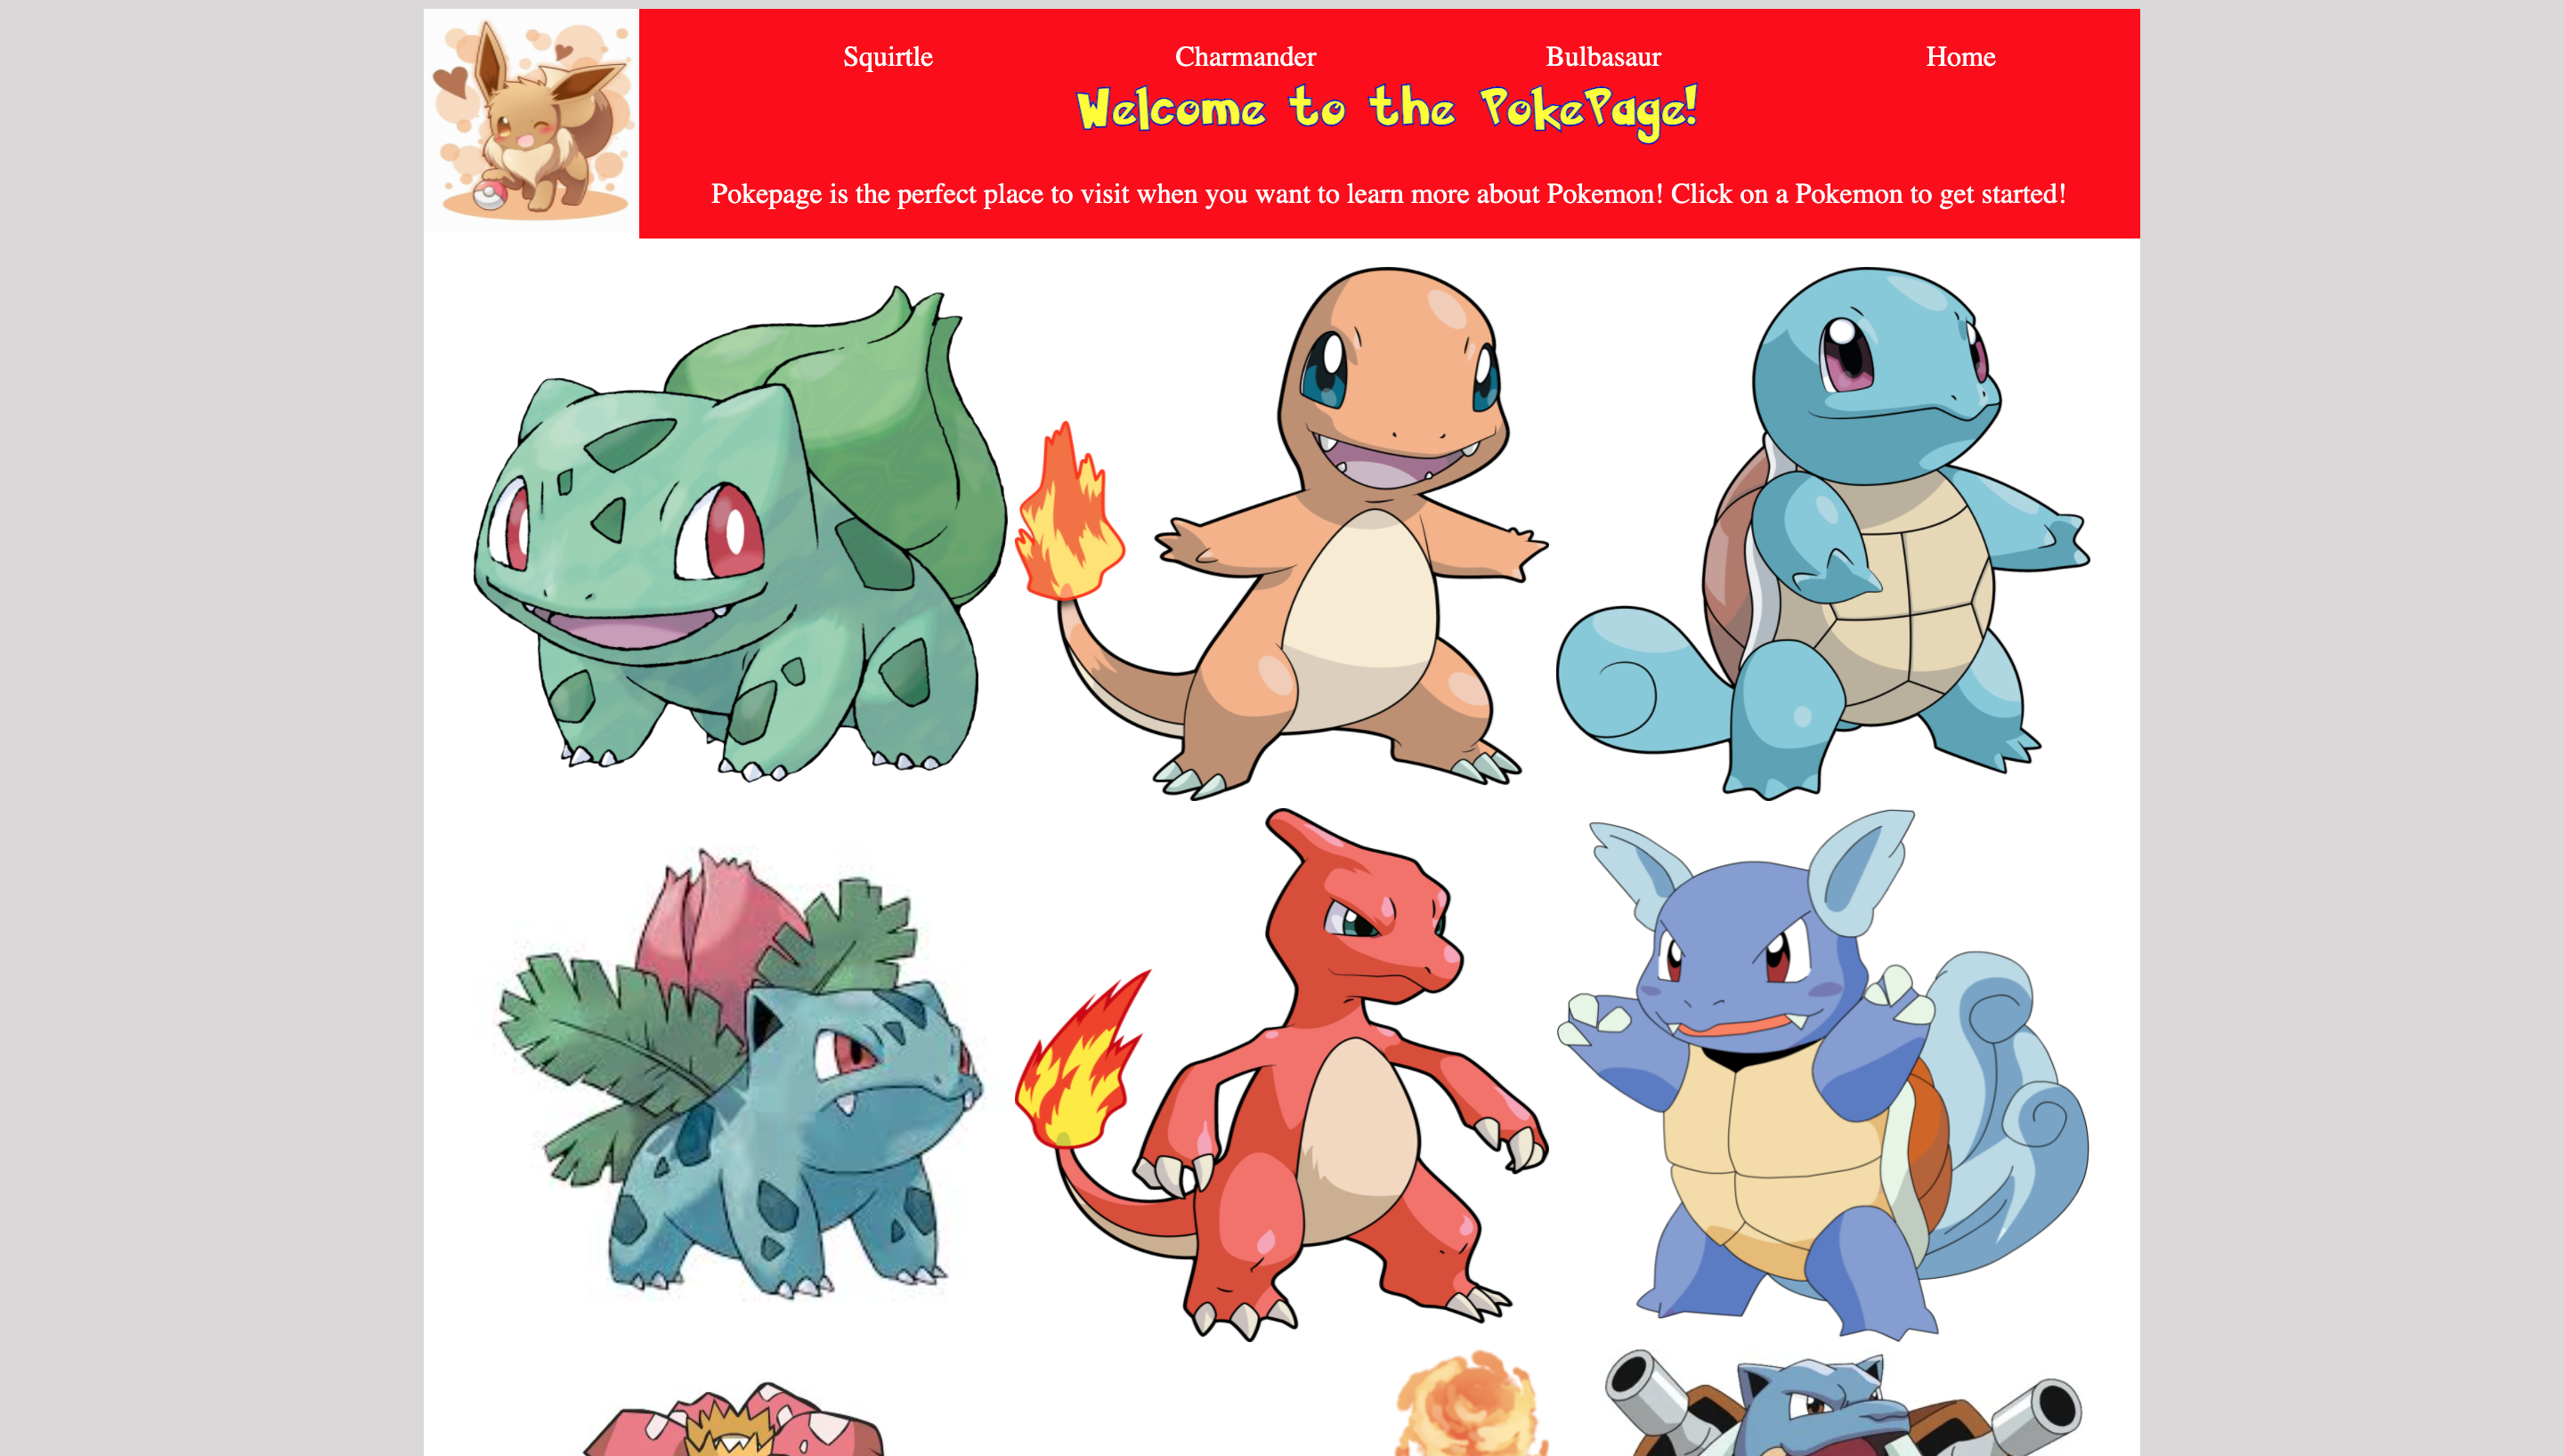 Squirtle Charmander Bulbasaur Home
Welcome to the PokePage!
Pokepage is the perfect place to visit when you want to learn more about Pokemon! Click on a Pokemon to get started!